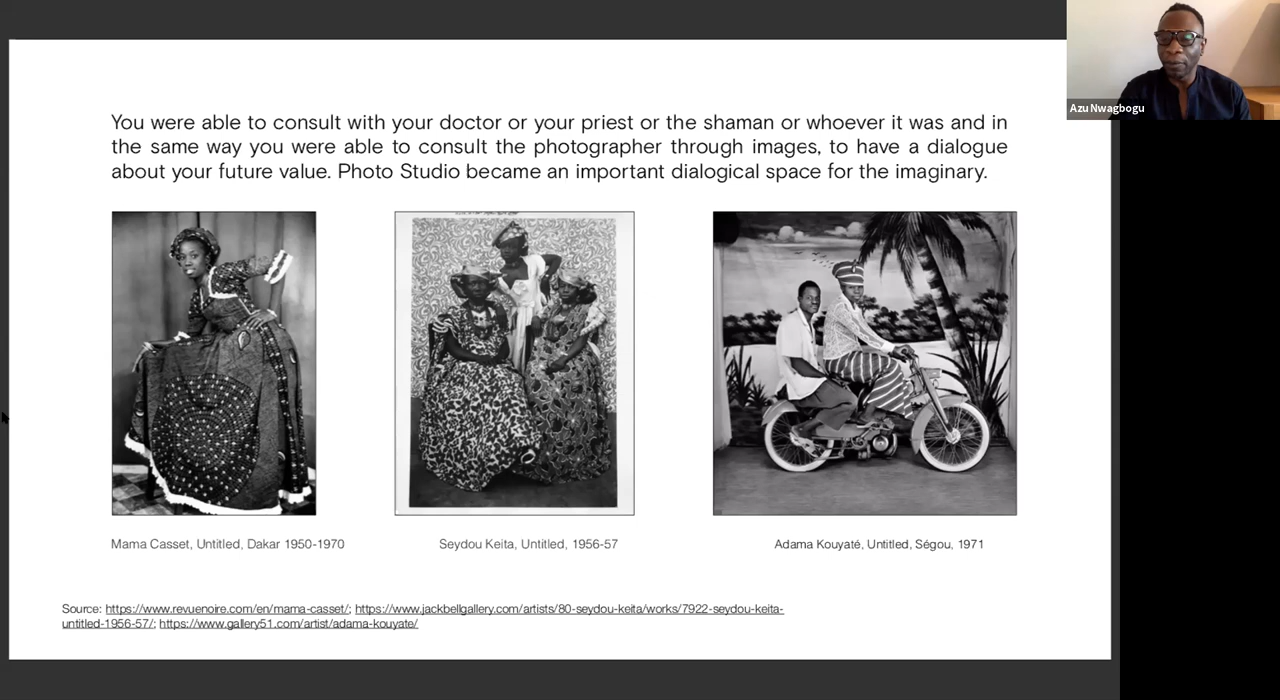 Azu Nwagbogu
You were able to consult with your doctor or your priest or the shaman or whoever it was and in
the same way you were able to consult the photographer through images, to have a dialogue
about your future value. Photo Studio became an important dialogical space for the imaginary.
Mama Casset, Untitled, Dakar 1950-1970
Seydou Keita, Untitled, 1956-57
Adama Kouyaté, Untitled, Ségou, 1971
Source: https://www.revuenoire.com/en/mama-casset/; https://www.jackbellgallery.com/artists/80-seydou-keita/works/7922-seydou-keita-
untitled-1956-57/; https://www.gallery51.com/artist/adama-kouyate/